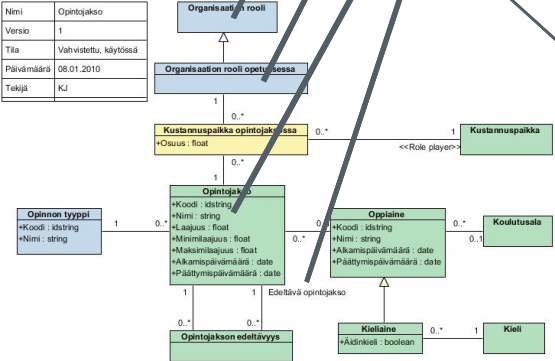 Nimi Opintojakso
Versio 1
Tila Vahvistettu, käytössä
Päivämäärä 08.01.2010
Tekijä KJ
Organisaation rooli
Organisaation rooli opetuksessa
1
0..*
Kustannuspaikka opintojaksossa
+Osuus : float
0..* 1
<<Role player>>
Kustannuspaikka
0..*
1
Opintojakso
+Koodi : idstring
+Nimi : string
+Laajuus : float
+Minimilaajuus : float
+Maksimilaajuus : float
+Alkamispäivämäärä : date
+Päättymispäivämäärä : date
Opinnon tyyppi
+Koodi : idstring
+Nimi : string
1 0..*
0..*
Oppiaine
+Koodi : idstring
+Nimi : string
+Alkamispäivämäärä : date
+Päättymispäivämäärä : date
0..*
0..1
Koulutusala
1 1 Edeltävä opintojakso
0..* 0..*
Opintojakson edeltävyys
Kieliaine
+Äidinkieli : boolean
0..* 1
Kieli